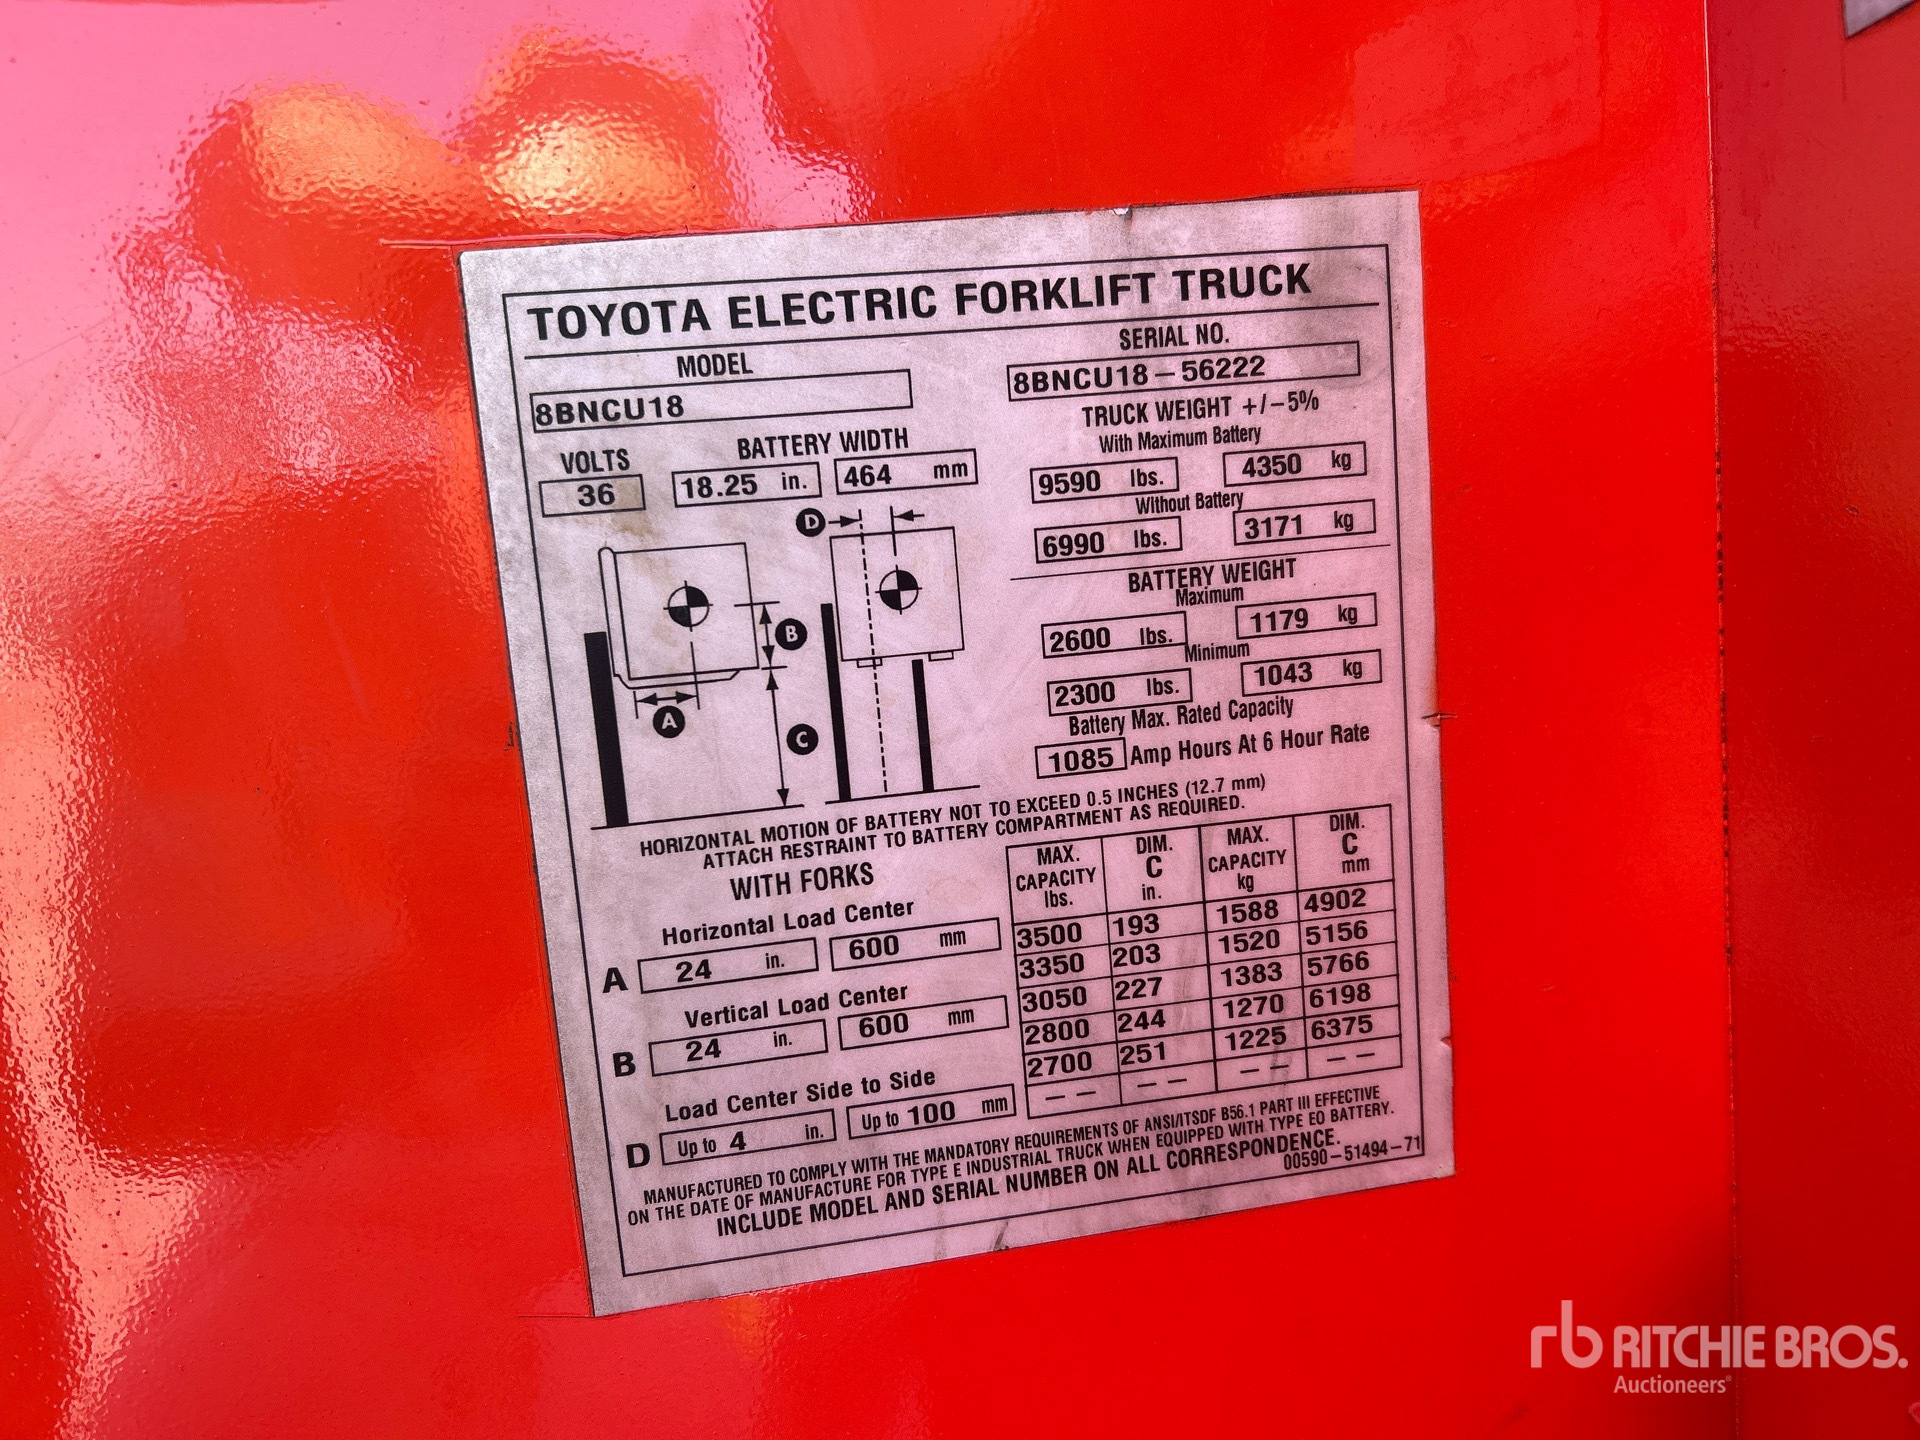 TOYOTA ELECTRIC FORKLIFT TRUCK
MODEL
8BNCU18
SERIAL NO.
8BNCU18-56222
VOLTS
36
BATTERY WIDTH
18.25 in.
464 mm
TRUCK WEIGHT +/-5%
With Maximum Battery
9590 lbs.
4350 kg
Without Battery
6990 lbs.
3171 kg
BATTERY WEIGHT
Maximum
2600 lbs.
1179 kg
Minimum
2300 lbs.
1043 kg
Battery Max. Rated Capacity
1085 Amp Hours At 6 Hour Rate
D
B
A
C
HORIZONTAL MOTION OF BATTERY NOT TO EXCEED 0.5 INCHES (12.7 mm)
ATTACH RESTRAINT TO BATTERY COMPARTMENT AS REQUIRED.
WITH FORKS
Horizontal Load Center
A 24 in. 600 mm
Vertical Load Center
B 24 in. 600 mm
Load Center Side to Side
D Up to 4 in. Up to 100 mm
MAX. CAPACITY lbs. DIM. C in. MAX. CAPACITY kg DIM. C mm
3500 193 1588 4902
3350 203 1520 5156
3050 227 1383 5766
2800 244 1270 6198
2700 251 1225 6375
— — — — — — — —
MANUFACTURED TO COMPLY WITH THE MANDATORY REQUIREMENTS OF ANSI/ITSDF B56.1 PART III EFFECTIVE
ON THE DATE OF MANUFACTURE FOR TYPE E INDUSTRIAL TRUCK WHEN EQUIPPED WITH TYPE EO BATTERY.
INCLUDE MODEL AND SERIAL NUMBER ON ALL CORRESPONDENCE.
00590-51494-71
rb RITCHIE BROS.
Auctioneers